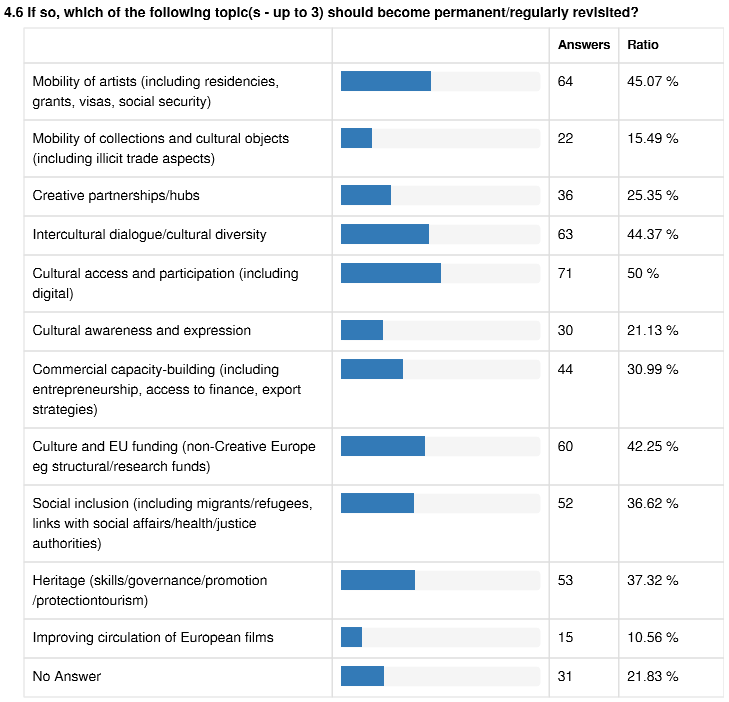 4.6 If so, which of the following topic(s - up to 3) should become permanent/regularly revisited?
Answers Ratio
Mobility of artists (including residencies, 64 45.07 %
grants, visas, social security)
Mobility of collections and cultural objects 22 15.49 %
(including illicit trade aspects)
Creative partnerships/hubs 36 25.35 %
Intercultural dialogue/cultural diversity 63 44.37 %
Cultural access and participation (including 71 50 %
digital)
Cultural awareness and expression 30 21.13 %
Commercial capacity-building (including 44 30.99 %
entrepreneurship, access to finance, export
strategies)
Culture and EU funding (non-Creative Europe 60 42.25 %
eg structural/research funds)
Social inclusion (including migrants/refugees, 52 36.62 %
links with social affairs/health/justice
authorities)
Heritage (skills/governance/promotion 53 37.32 %
/protectiontourism)
Improving circulation of European films 15 10.56 %
No Answer 31 21.83 %